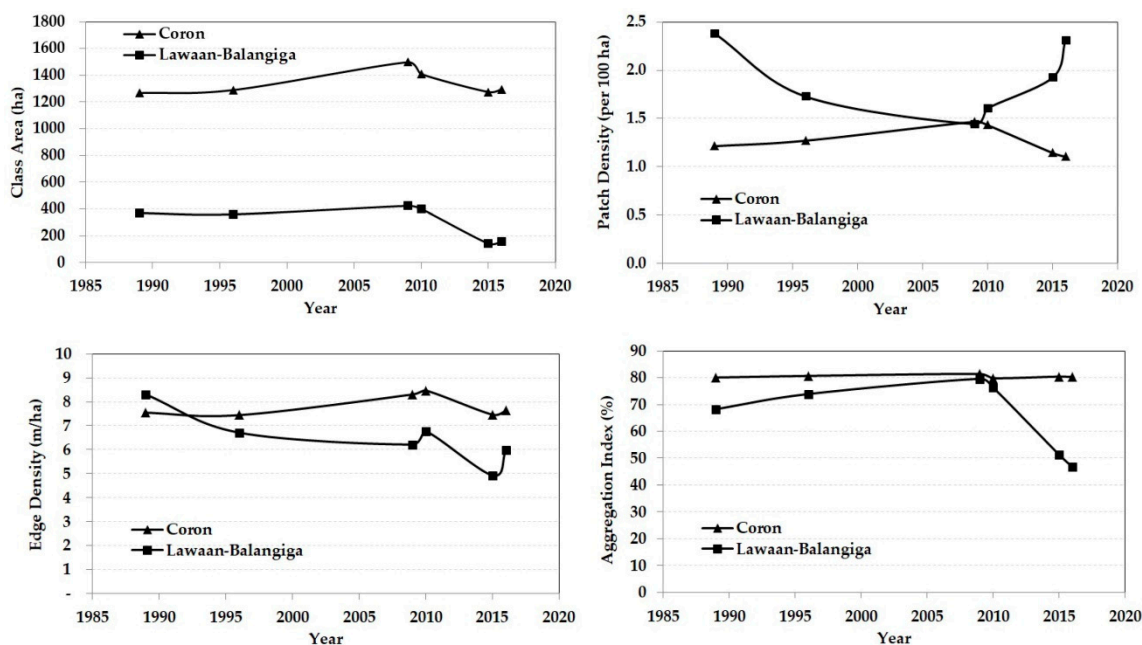 Class Area (ha)
1800
1600
1400
1200
1000
800
600
400
200
0
Coron
Lawaan-Balangiga
1985 1990 1995 2000 2005 2010 2015 2020
Year
Patch Density (per 100 ha)
2.5
2.0
1.5
1.0
0.5
0.0
Coron
Lawaan-Balangiga
1985 1990 1995 2000 2005 2010 2015 2020
Year
Edge Density (m/ha)
10
9
8
7
6
5
4
3
2
1
-
Coron
Lawaan-Balangiga
1985 1990 1995 2000 2005 2010 2015 2020
Year
Aggregation Index (%)
90
80
70
60
50
40
30
20
10
0
Coron
Lawaan-Balangiga
1985 1990 1995 2000 2005 2010 2015 2020
Year